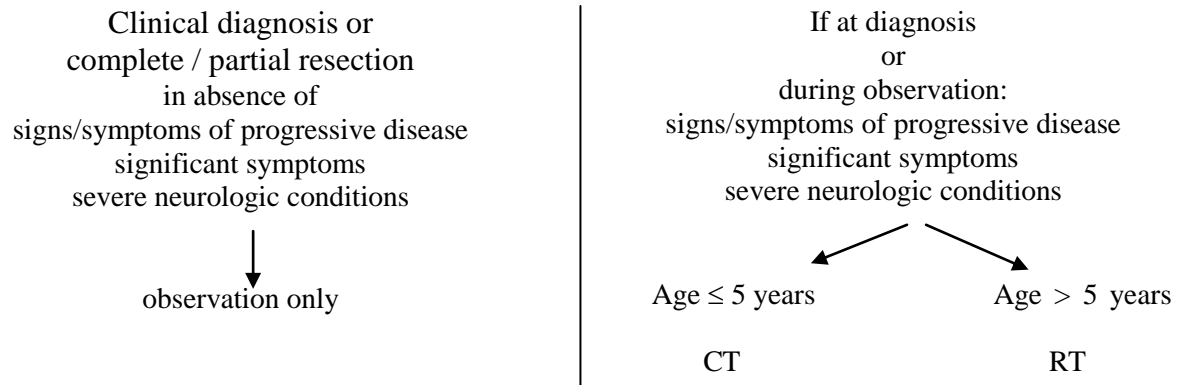 Clinical diagnosis or
complete / partial resection
in absence of
signs/symptoms of progressive disease
significant symptoms
severe neurologic conditions
observation only
If at diagnosis
or
during observation:
signs/symptoms of progressive disease
significant symptoms
severe neurologic conditions
Age ≤ 5 years
Age > 5 years
CT
RT